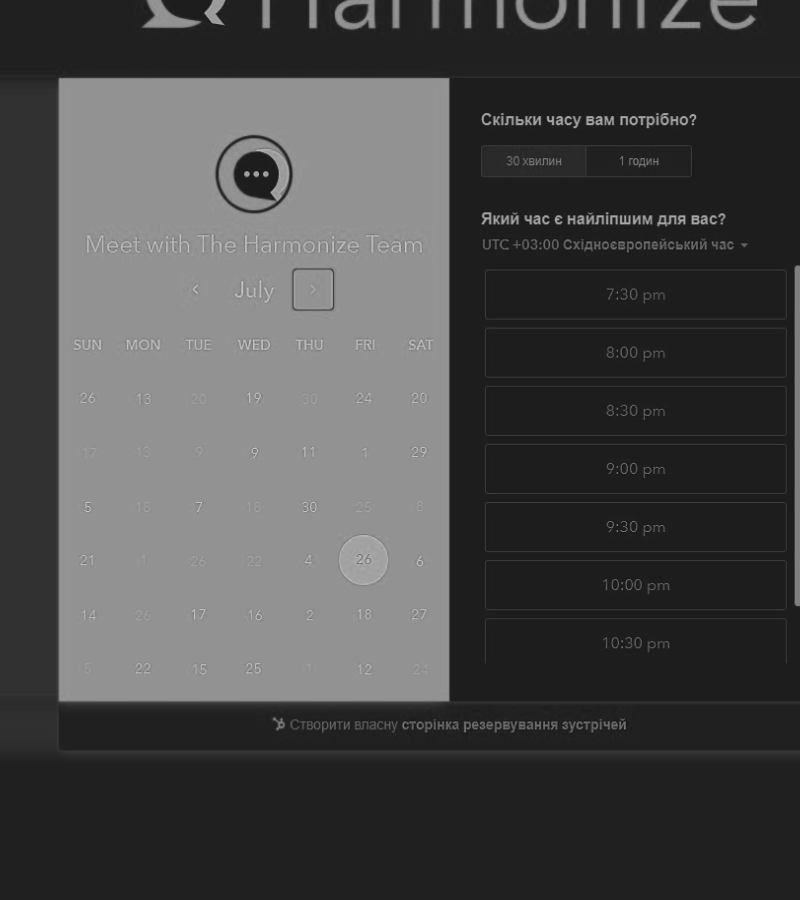 Harmonize
Meet with The Harmonize Team
July
SUN MON TUE WED THU FRI SAT
26 13 20 19 30 24 20
17 13 9 9 11 1 29
5 18 7 18 30 25 8
21 1 26 22 4 26 6
14 26 17 16 2 18 27
5 22 15 25 1 12 24
Скільки часу вам потрібно?
30 хвилин 1 годин
Який час є найліпшим для вас?
UTC +03:00 Східноєвропейський час
7:30 pm
8:00 pm
8:30 pm
9:00 pm
9:30 pm
10:00 pm
10:30 pm
Створити власну сторінка резервування зустрічей